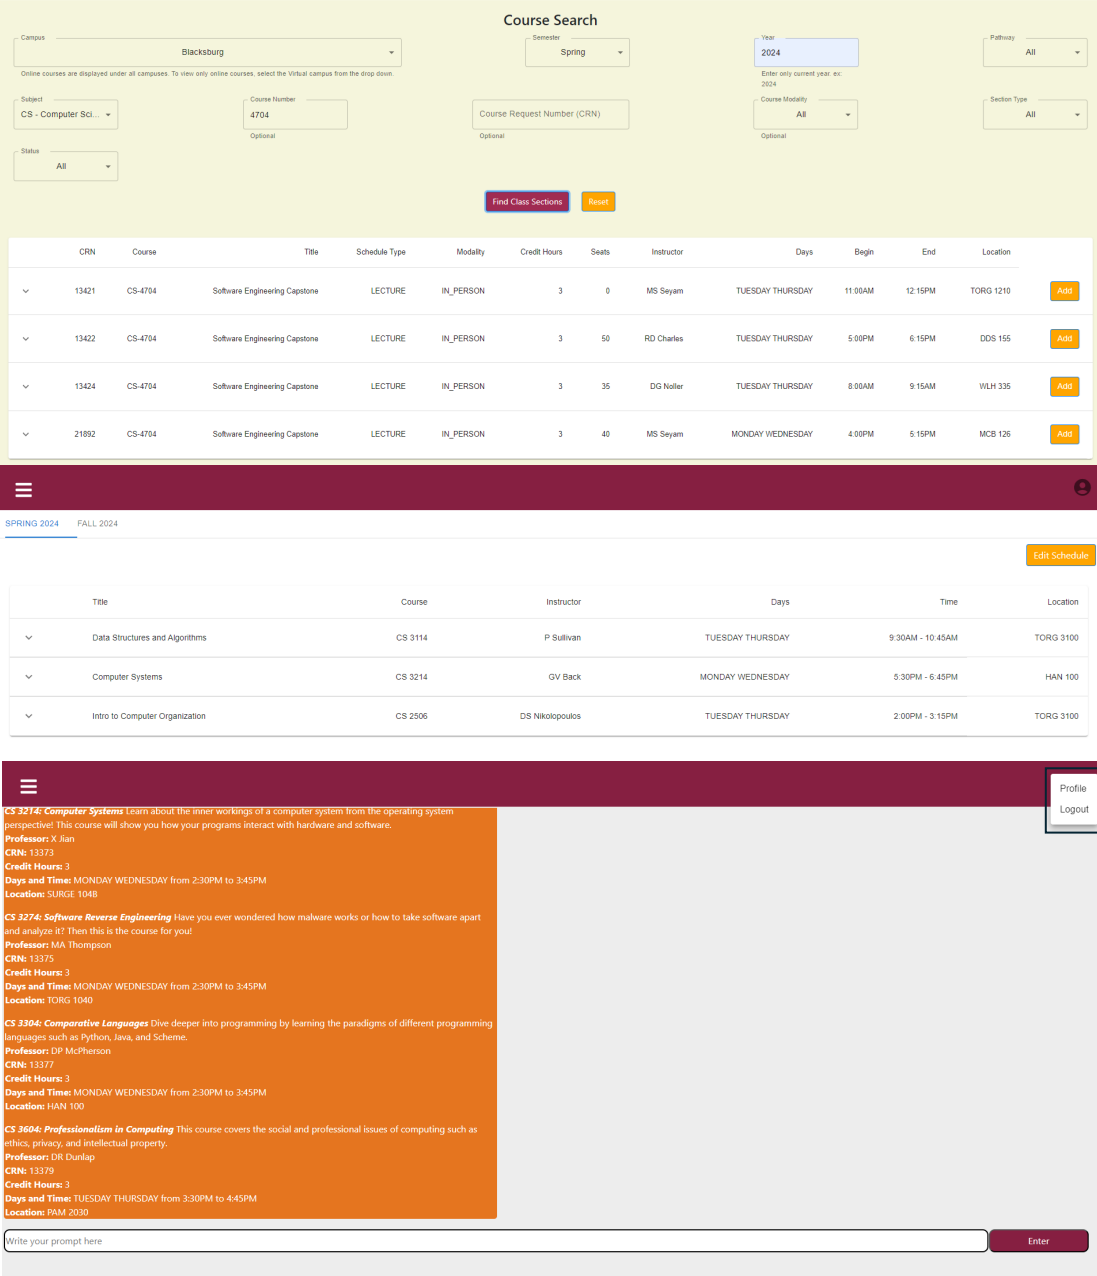 Course Search
Campus
Semester
Year
Pathway
Blacksburg
Spring
2024
All
Online courses are displayed under all campuses. To view only online courses, select the Virtual campus from the drop down.
Enter only current year. ex:
2024
Subject
Course Number
Course Modality
Section Type
CS - Computer Sci...
4704
Course Request Number (CRN)
All
All
Optional
Optional
Optional
Status
All
Find Class Sections
Reset
CRN Course Title Schedule Type Modality Credit Hours Seats Instructor Days Begin End Location
13421 CS-4704 Software Engineering Capstone LECTURE IN_PERSON 3 0 MS Seyam TUESDAY THURSDAY 11:00AM 12:15PM TORG 1210 Add
13422 CS-4704 Software Engineering Capstone LECTURE IN_PERSON 3 50 RD Charles TUESDAY THURSDAY 5:00PM 6:15PM DDS 155 Add
13424 CS-4704 Software Engineering Capstone LECTURE IN_PERSON 3 35 DG Noller TUESDAY THURSDAY 8:00AM 9:15AM WLH 335 Add
21892 CS-4704 Software Engineering Capstone LECTURE IN_PERSON 3 40 MS Seyam MONDAY WEDNESDAY 4:00PM 5:15PM MCB 126 Add
SPRING 2024 FALL 2024
Edit Schedule
Title Course Instructor Days Time Location
Data Structures and Algorithms CS 3114 P Sullivan TUESDAY THURSDAY 9:30AM - 10:45AM TORG 3100
Computer Systems CS 3214 GV Back MONDAY WEDNESDAY 5:30PM - 6:45PM HAN 100
Intro to Computer Organization CS 2506 DS Nikolopoulos TUESDAY THURSDAY 2:00PM - 3:15PM TORG 3100
Profile
Logout
CS 3214: Computer Systems Learn about the inner workings of a computer system from the operating system
perspective! This course will show you how your programs interact with hardware and software.
Professor: X Jian
CRN: 13373
Credit Hours: 3
Days and Time: MONDAY WEDNESDAY from 2:30PM to 3:45PM
Location: SURGE 104B
CS 3274: Software Reverse Engineering Have you ever wondered how malware works or how to take software apart
and analyze it? Then this is the course for you!
Professor: MA Thompson
CRN: 13375
Credit Hours: 3
Days and Time: MONDAY WEDNESDAY from 2:30PM to 3:45PM
Location: TORG 1040
CS 3304: Comparative Languages Dive deeper into programming by learning the paradigms of different programming
languages such as Python, Java, and Scheme.
Professor: DP McPherson
CRN: 13377
Credit Hours: 3
Days and Time: MONDAY WEDNESDAY from 2:30PM to 3:45PM
Location: HAN 100
CS 3604: Professionalism in Computing This course covers the social and professional issues of computing such as
ethics, privacy, and intellectual property.
Professor: DR Dunlap
CRN: 13379
Credit Hours: 3
Days and Time: TUESDAY THURSDAY from 3:30PM to 4:45PM
Location: PAM 2030
Write your prompt here
Enter